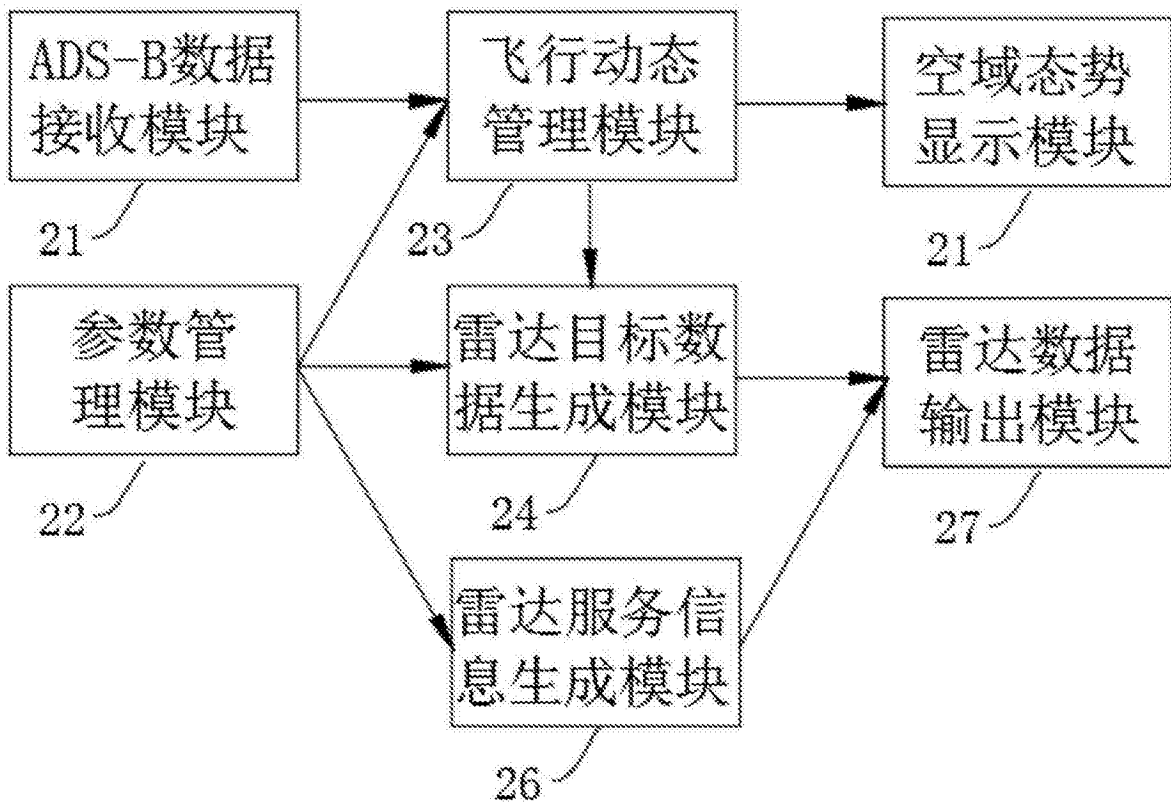 ADS-B数据
接收模块
21
飞行动态
管理模块
23
空域态势
显示模块
21
参数管
理模块
22
雷达目标数
据生成模块
24
雷达数据
输出模块
27
雷达服务信
息生成模块
26